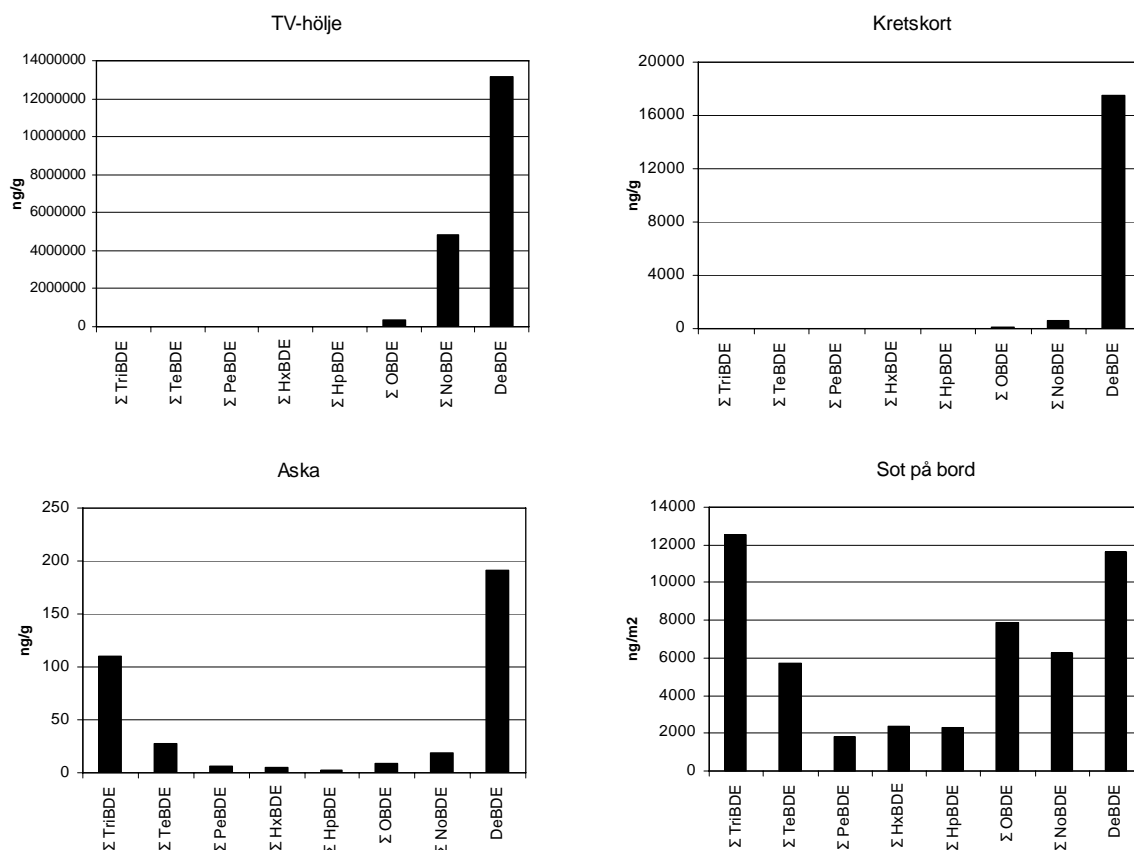 TV-hölje
14000000
12000000
10000000
8000000
6000000
4000000
2000000
0
ng/g
Σ TriBDE
Σ TeBDE
Σ PeBDE
Σ HxBDE
Σ HpBDE
Σ OBDE
Σ NoBDE
DeBDE
Kretskort
20000
16000
12000
8000
4000
0
ng/g
Σ TriBDE
Σ TeBDE
Σ PeBDE
Σ HxBDE
Σ HpBDE
Σ OBDE
Σ NoBDE
DeBDE
Aska
250
200
150
100
50
0
ng/g
Σ TriBDE
Σ TeBDE
Σ PeBDE
Σ HxBDE
Σ HpBDE
Σ OBDE
Σ NoBDE
DeBDE
Sot på bord
14000
12000
10000
8000
6000
4000
2000
0
ng/m2
Σ TriBDE
Σ TeBDE
Σ PeBDE
Σ HxBDE
Σ HpBDE
Σ OBDE
Σ NoBDE
DeBDE